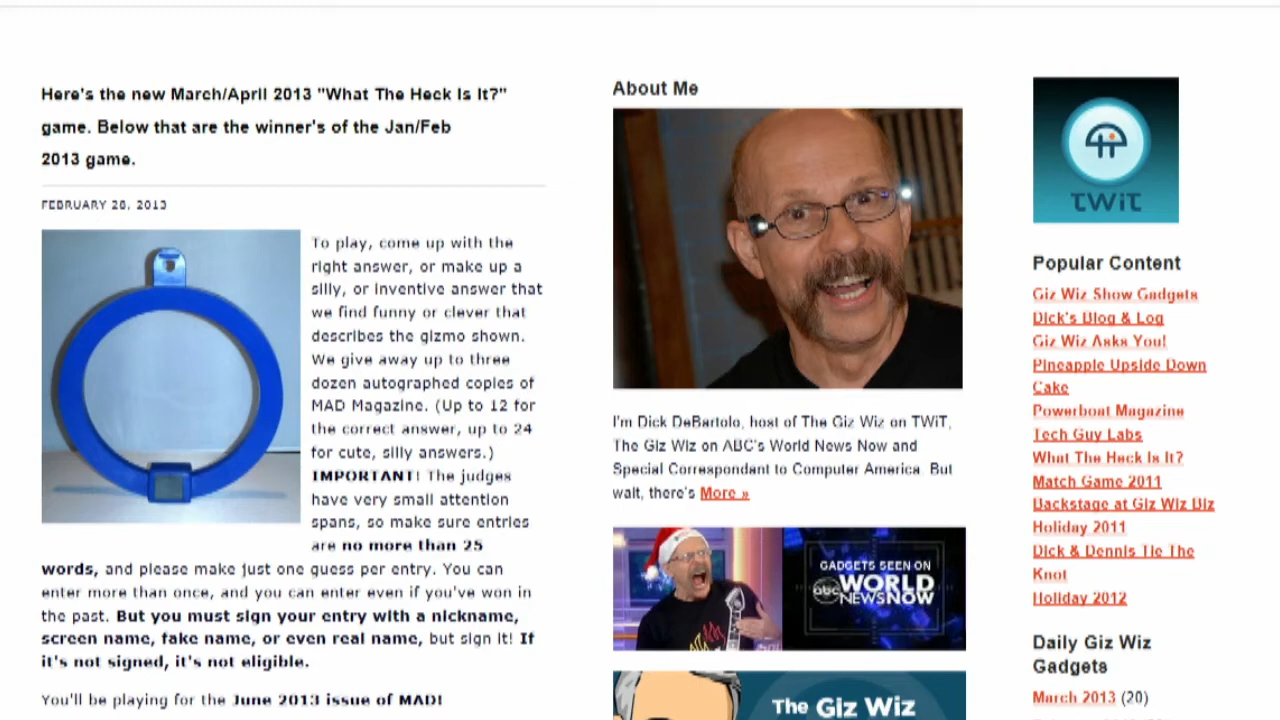 Here's the new March/April 2013 "What The Heck Is It?"
game. Below that are the winner's of the Jan/Feb
2013 game.
FEBRUARY 28, 2013
To play, come up with the
right answer, or make up a
silly, or inventive answer that
we find funny or clever that
describes the gizmo shown.
We give away up to three
dozen autographed copies of
MAD Magazine. (Up to 12 for
the correct answer, up to 24
for cute, silly answers.)
IMPORTANT! The judges
have very small attention
spans, so make sure entries
are no more than 25
words, and please make just one guess per entry. You can
enter more than once, and you can enter even if you've won in
the past. But you must sign your entry with a nickname,
screen name, fake name, or even real name, but sign it! If
it's not signed, it's not eligible.
You'll be playing for the June 2013 issue of MAD!
About Me
I'm Dick DeBartolo, host of The Giz Wiz on TWiT,
The Giz Wiz on ABC's World News Now and
Special Correspondant to Computer America. But
wait, there's More »
GADGETS SEEN ON
abc WORLD
NEWS NOW
The Giz Wiz
TWiT
Popular Content
Giz Wiz Show Gadgets
Dick's Blog & Log
Giz Wiz Asks You!
Pineapple Upside Down
Cake
Powerboat Magazine
Tech Guy Labs
What The Heck Is It?
Match Game 2011
Backstage at Giz Wiz Biz
Holiday 2011
Dick & Dennis Tie The
Knot
Holiday 2012
Daily Giz Wiz
Gadgets
March 2013 (20)